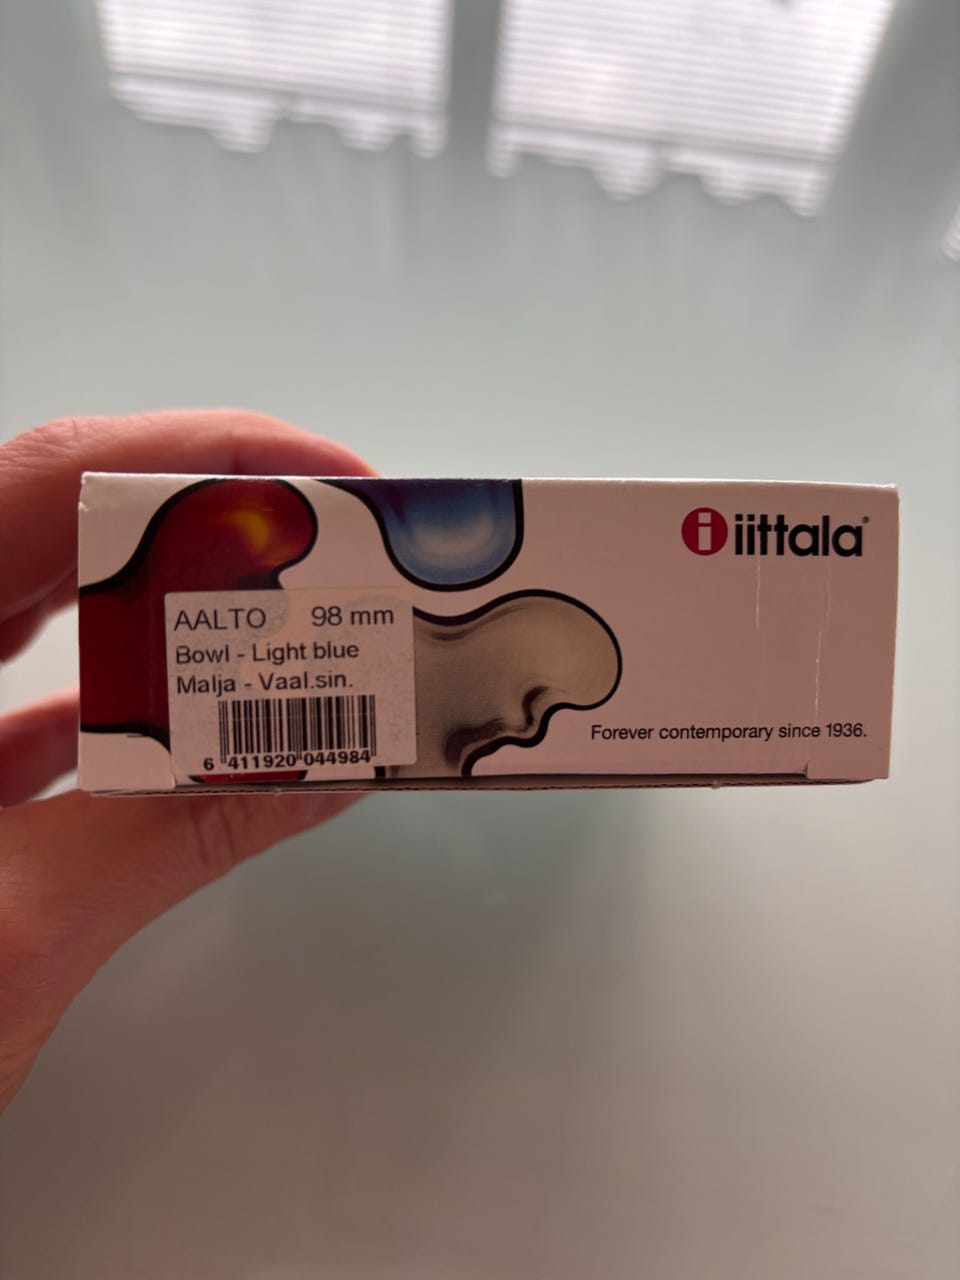 iittala®
AALTO 98 mm
Bowl - Light blue
Malja - Vaal.sin.
6 411920 044984
Forever contemporary since 1936.